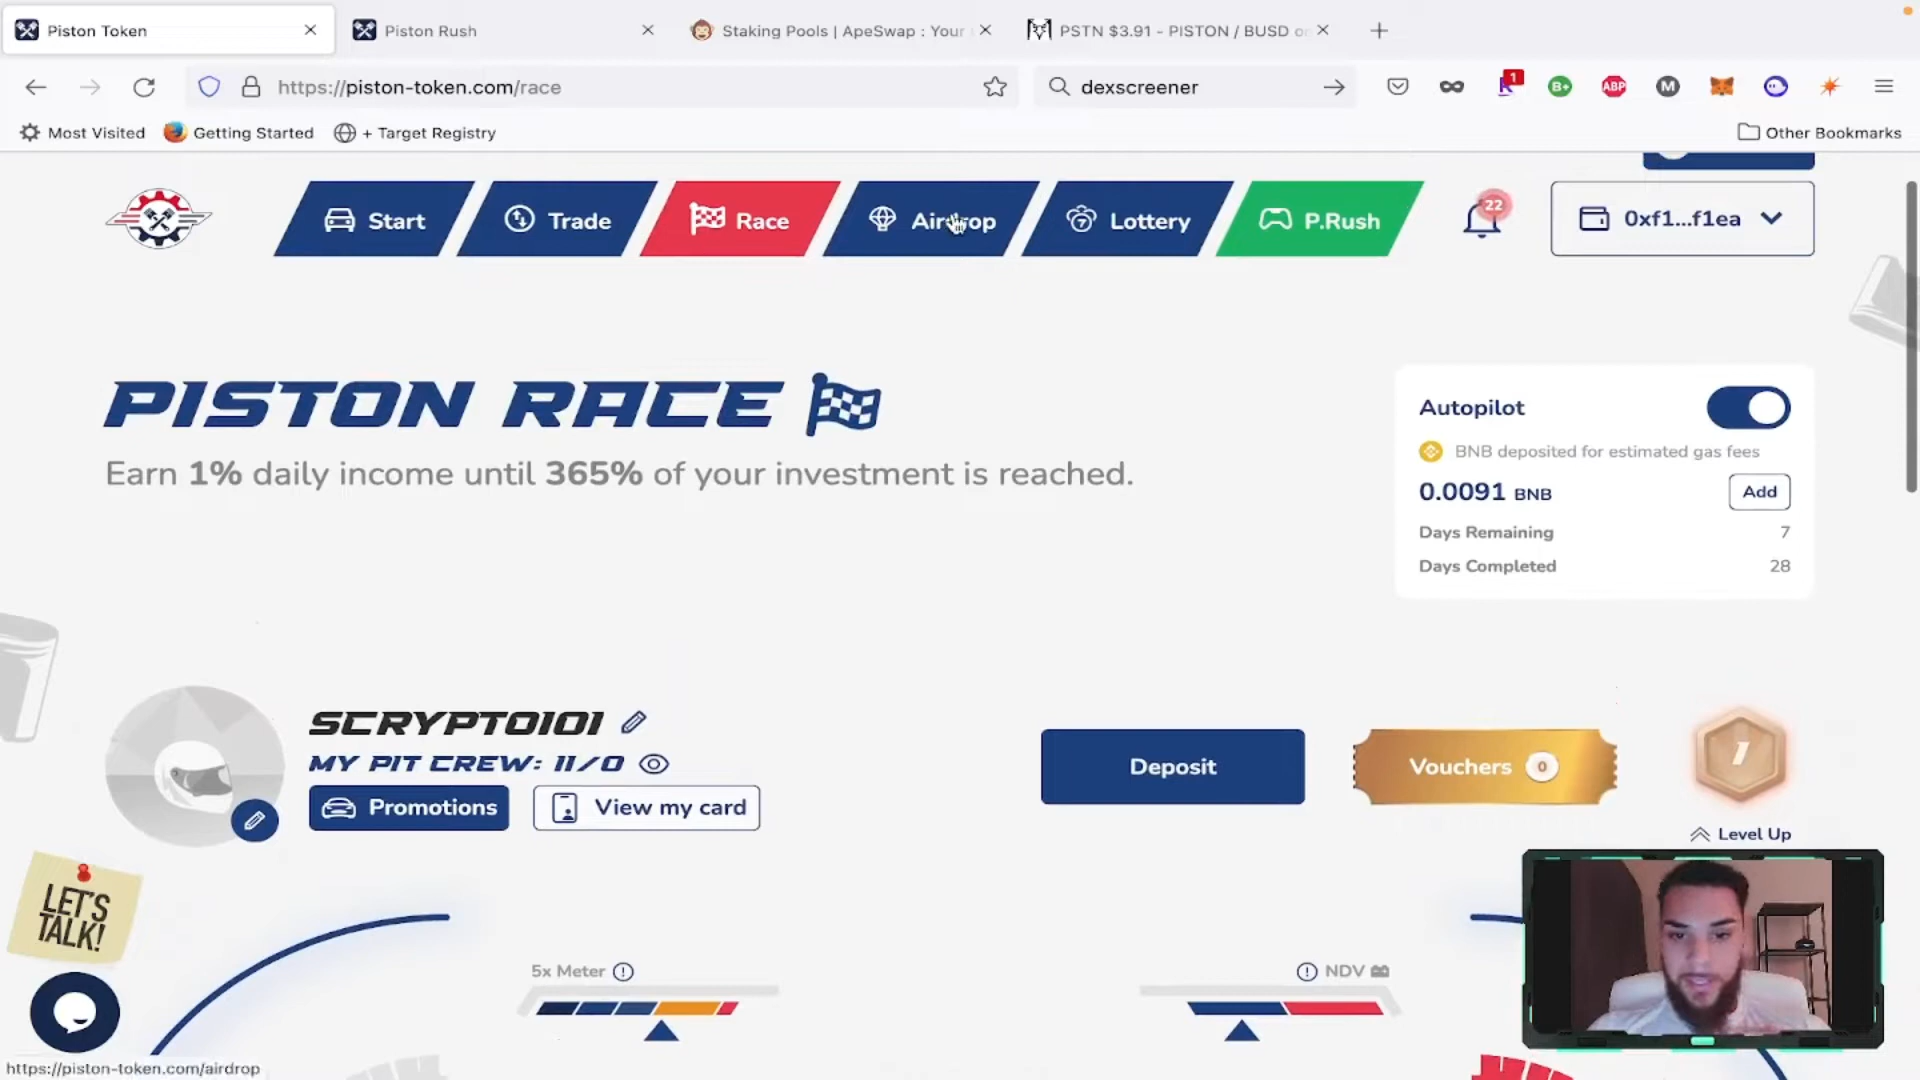 Piston Token
Piston Rush
Staking Pools | ApeSwap : Your
PSTN $3.91 - PISTON / BUSD on
https://piston-token.com/race
dexscreener
1
B+
ABP
M
Most Visited
Getting Started
+ Target Registry
Other Bookmarks
Start
Trade
Race
Airdrop
Lottery
P.Rush
22
0xf1...f1ea
PISTON RACE
Earn 1% daily income until 365% of your investment is reached.
Autopilot
BNB deposited for estimated gas fees
0.0091 BNB
Add
Days Remaining 7
Days Completed 28
SCRYPTO101
MY PIT CREW: 11/0
Promotions
View my card
Deposit
Vouchers 0
1
Level Up
LET'S
TALK!
5x Meter
NDV
https://piston-token.com/airdrop